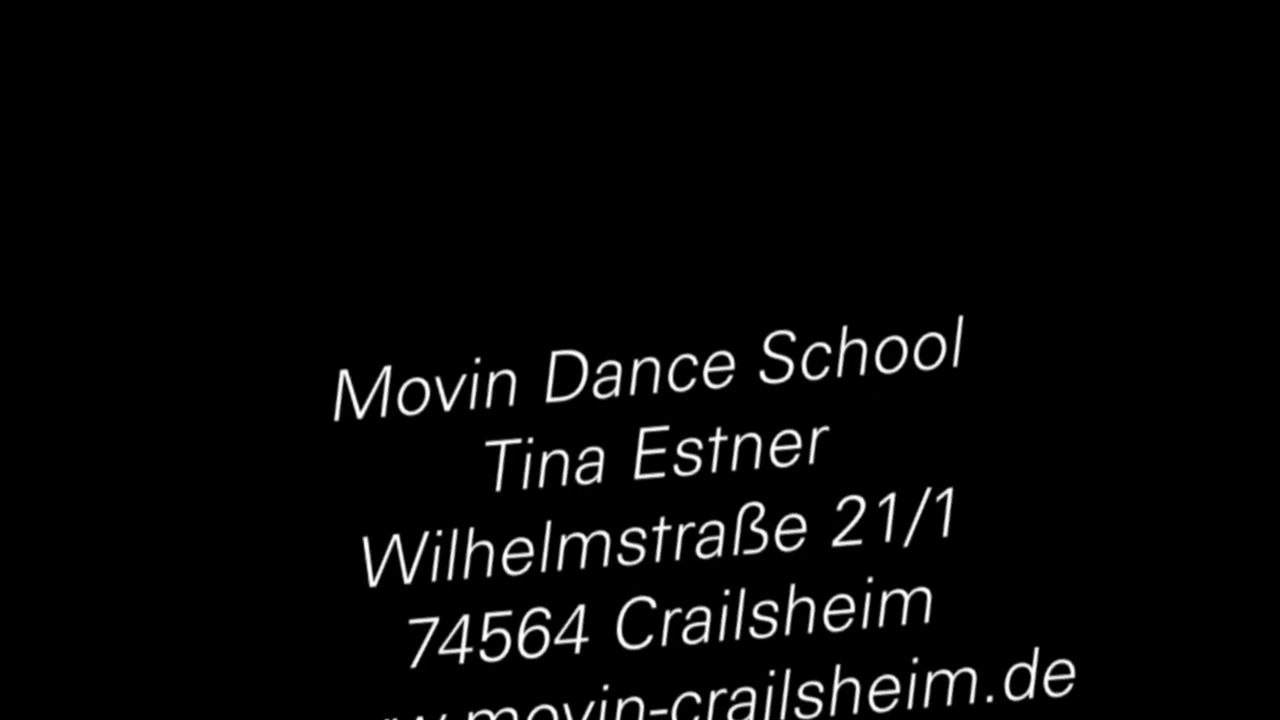 Movin Dance School
Tina Estner
Wilhelmstraße 21/1
74564 Crailsheim
w.movin-crailsheim.de